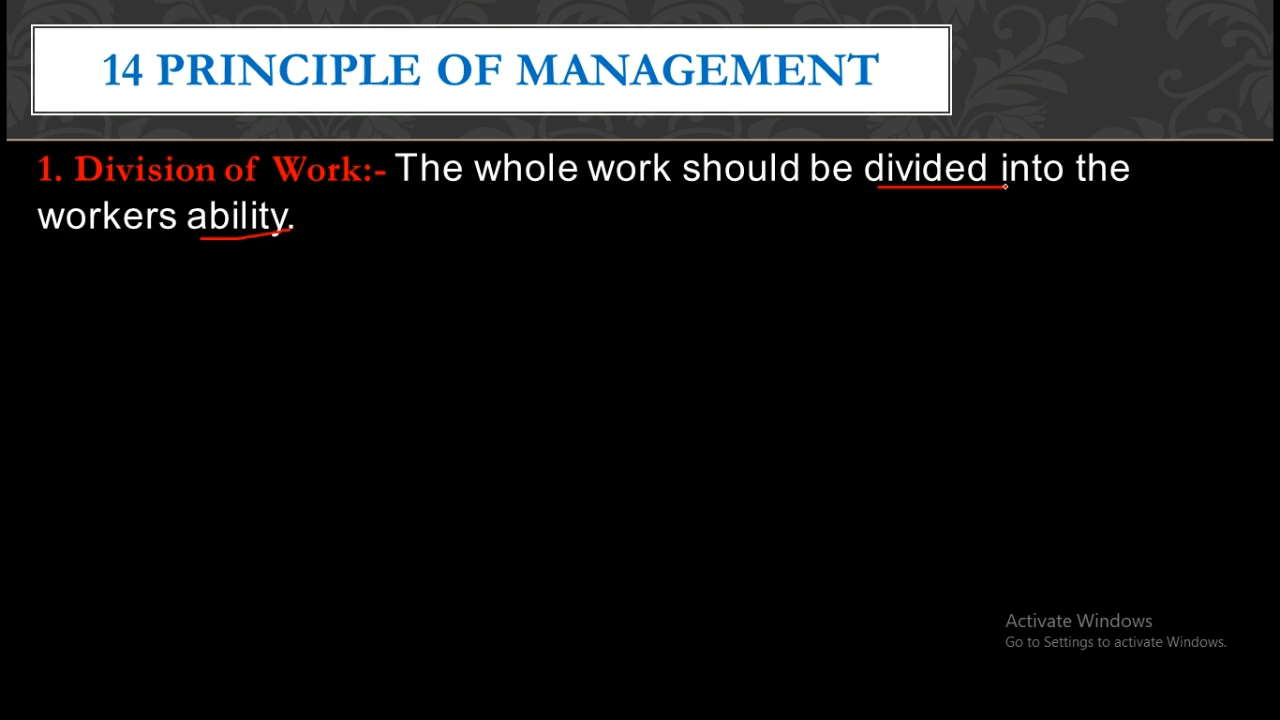 14 PRINCIPLE OF MANAGEMENT
1. Division of Work:- The whole work should be divided into the
workers ability.
Activate Windows
Go to Settings to activate Windows.